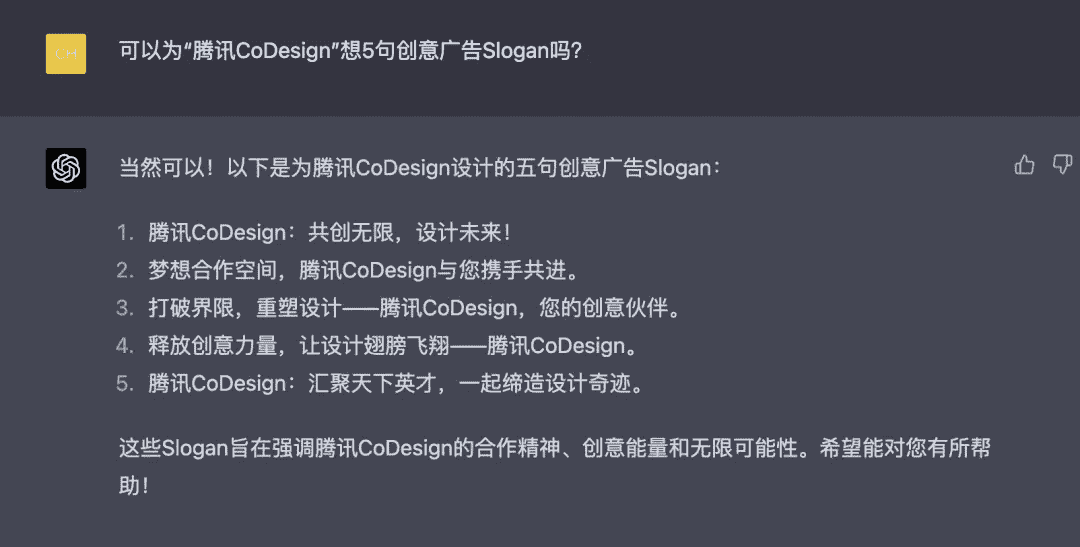 可以为“腾讯CoDesign”想5句创意广告Slogan吗?
当然可以！以下是为腾讯CoDesign设计的五句创意广告Slogan：
1. 腾讯CoDesign：共创无限，设计未来！
2. 梦想合作空间，腾讯CoDesign与您携手共进。
3. 打破界限，重塑设计——腾讯CoDesign，您的创意伙伴。
4. 释放创意力量，让设计翅膀飞翔——腾讯CoDesign。
5. 腾讯CoDesign：汇聚天下英才，一起缔造设计奇迹。
这些Slogan旨在强调腾讯CoDesign的合作精神、创意能量和无限可能性。希望能对您有所帮
助！